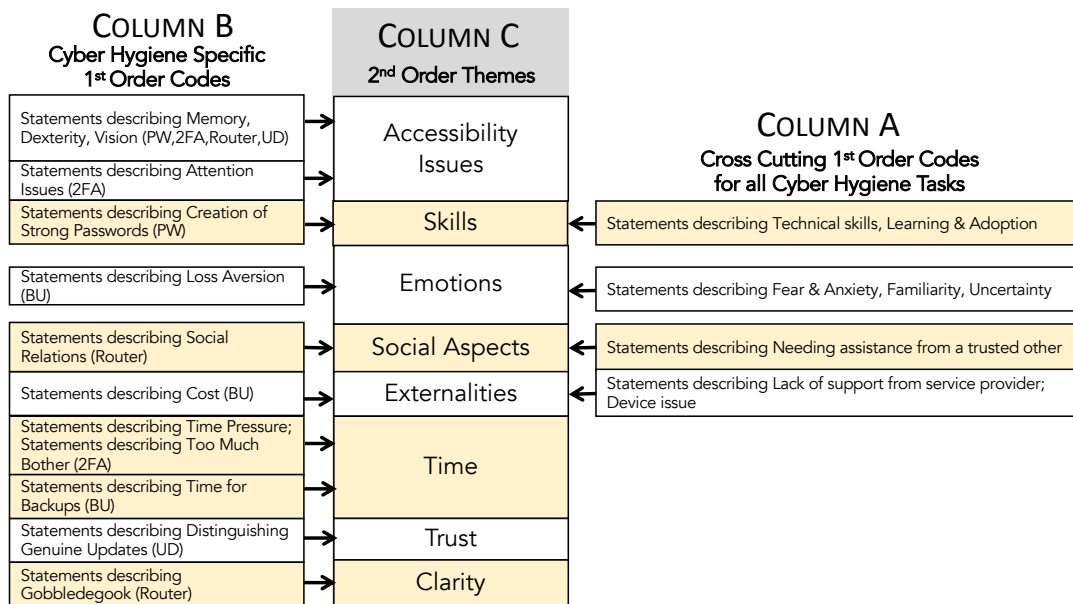 COLUMN B
Cyber Hygiene Specific
1st Order Codes
Statements describing Memory,
Dexterity, Vision (PW,2FA,Router,UD)
Statements describing Attention
Issues (2FA)
Statements describing Creation of
Strong Passwords (PW)
Statements describing Loss Aversion
(BU)
Statements describing Social
Relations (Router)
Statements describing Cost (BU)
Statements describing Time Pressure;
Statements describing Too Much
Bother (2FA)
Statements describing Time for
Backups (BU)
Statements describing Distinguishing
Genuine Updates (UD)
Statements describing
Gobbledegook (Router)
COLUMN C
2nd Order Themes
Accessibility
Issues
Skills
Emotions
Social Aspects
Externalities
Time
Trust
Clarity
COLUMN A
Cross Cutting 1st Order Codes
for all Cyber Hygiene Tasks
Statements describing Technical skills, Learning & Adoption
Statements describing Fear & Anxiety, Familiarity, Uncertainty
Statements describing Needing assistance from a trusted other
Statements describing Lack of support from service provider;
Device issue